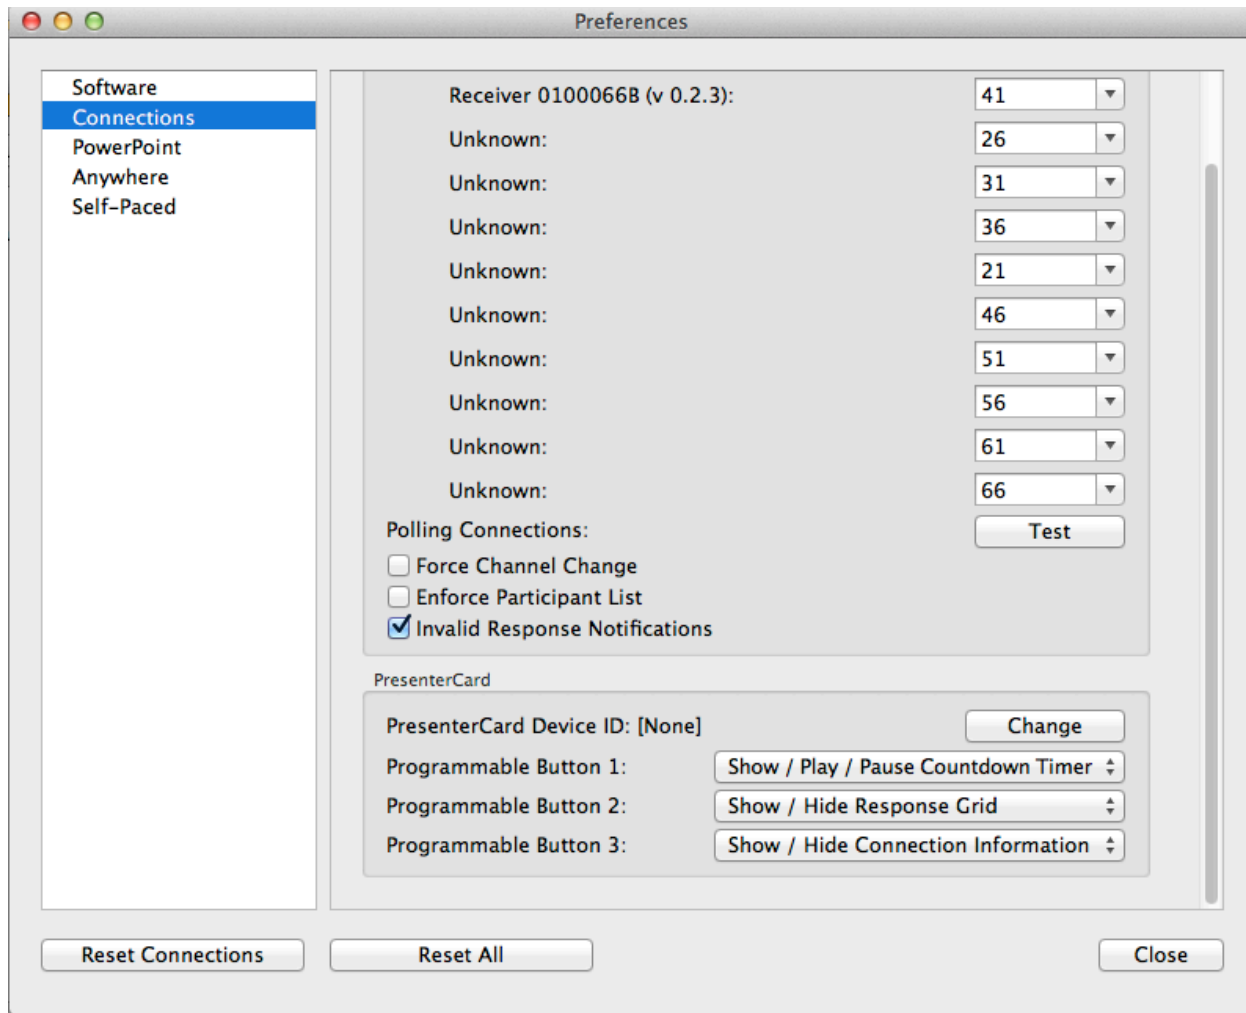 Preferences
Software
Connections
PowerPoint
Anywhere
Self-Paced
Receiver 0100066B (v 0.2.3): 41
Unknown: 26
Unknown: 31
Unknown: 36
Unknown: 21
Unknown: 46
Unknown: 51
Unknown: 56
Unknown: 61
Unknown: 66
Polling Connections: Test
Force Channel Change
Enforce Participant List
Invalid Response Notifications
PresenterCard
PresenterCard Device ID: [None] Change
Programmable Button 1: Show / Play / Pause Countdown Timer
Programmable Button 2: Show / Hide Response Grid
Programmable Button 3: Show / Hide Connection Information
Reset Connections Reset All Close